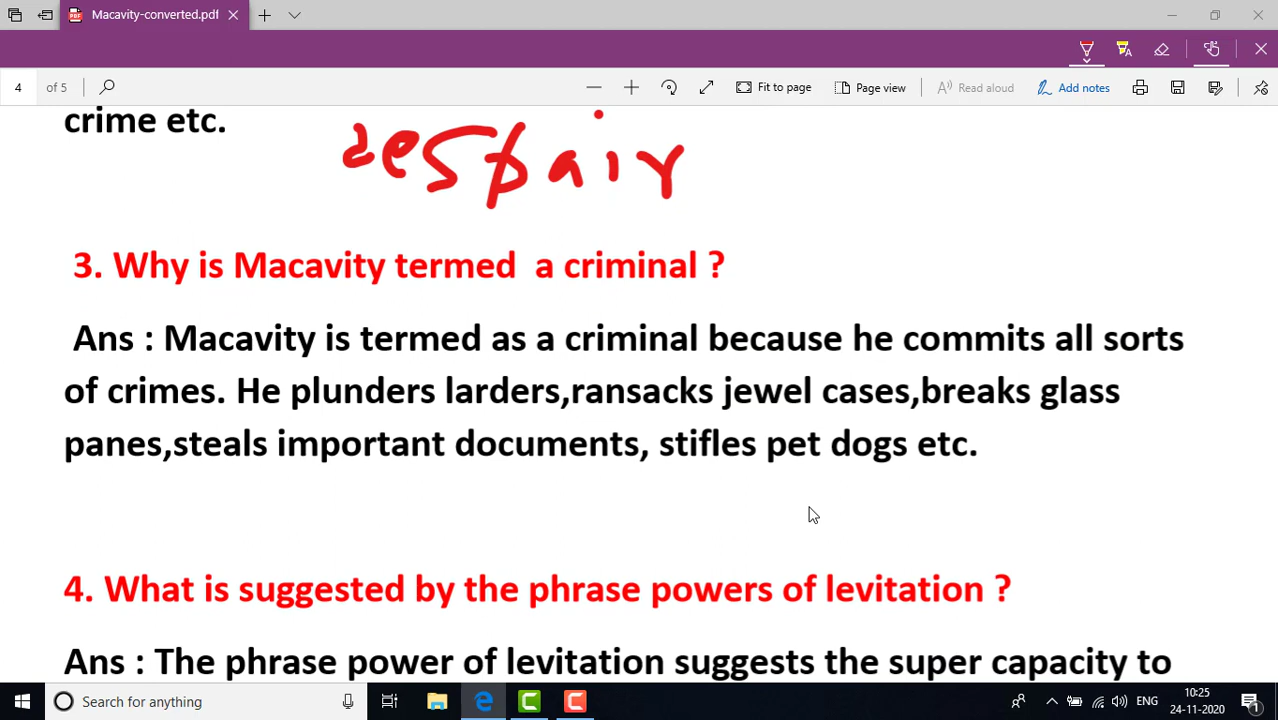 Macavity-converted.pdf
4 of 5 Fit to page Page view Read aloud Add notes
crime etc.
despair
3. Why is Macavity termed a criminal ?
Ans : Macavity is termed as a criminal because he commits all sorts
of crimes. He plunders larders,ransacks jewel cases,breaks glass
panes,steals important documents, stifles pet dogs etc.
4. What is suggested by the phrase powers of levitation ?
Ans : The phrase power of levitation suggests the super capacity to
Search for anything ENG 10:25
24-11-2020